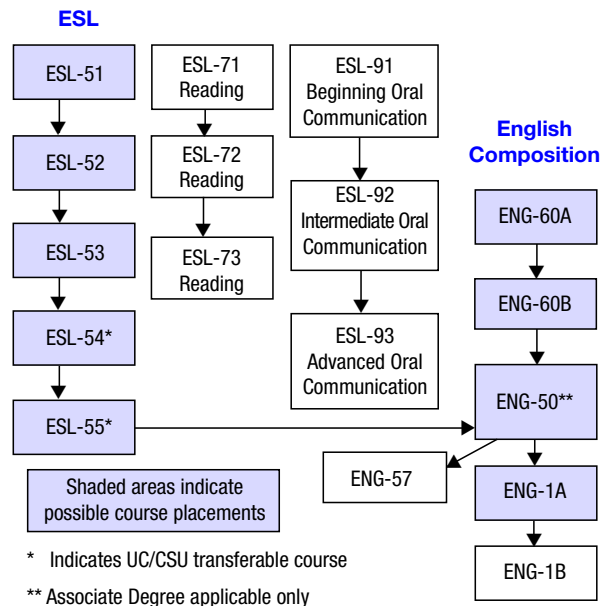 ESL
ESL-51
ESL-52
ESL-53
ESL-54*
ESL-55*
ESL-71
Reading
ESL-72
Reading
ESL-73
Reading
ESL-91
Beginning Oral
Communication
ESL-92
Intermediate Oral
Communication
ESL-93
Advanced Oral
Communication
English
Composition
ENG-60A
ENG-60B
ENG-50**
ENG-57
ENG-1A
ENG-1B
Shaded areas indicate
possible course placements
* Indicates UC/CSU transferable course
** Associate Degree applicable only